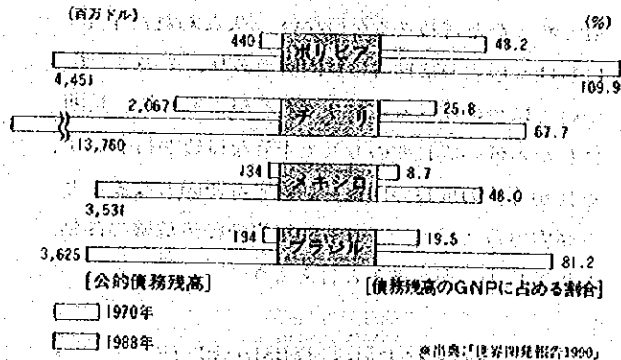 (百万ドル) (%)
440 ボリビア 48.2
4,451 109.9
2,067 チリ 25.8
13,760 67.7
134 メキシコ 8.7
3,531 48.0
194 ブラジル 19.5
3,625 81.2
[公的債務残高] [債務残高のGNPに占める割合]
1970年
1988年
※出典:「世界開発報告1990」